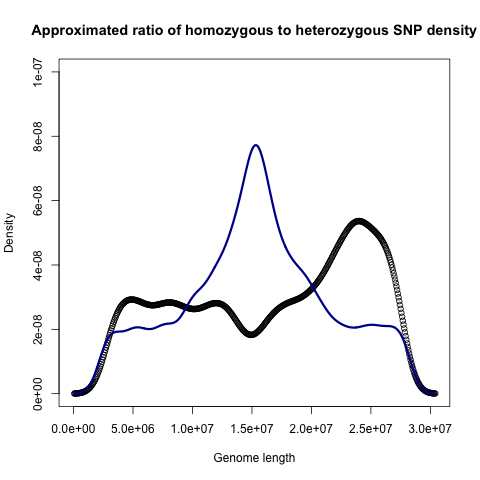 Approximated ratio of homozygous to heterozygous SNP density
1e-07
8e-08
6e-08
4e-08
2e-08
0e+00
Density
0.0e+00 5.0e+06 1.0e+07 1.5e+07 2.0e+07 2.5e+07 3.0e+07
Genome length